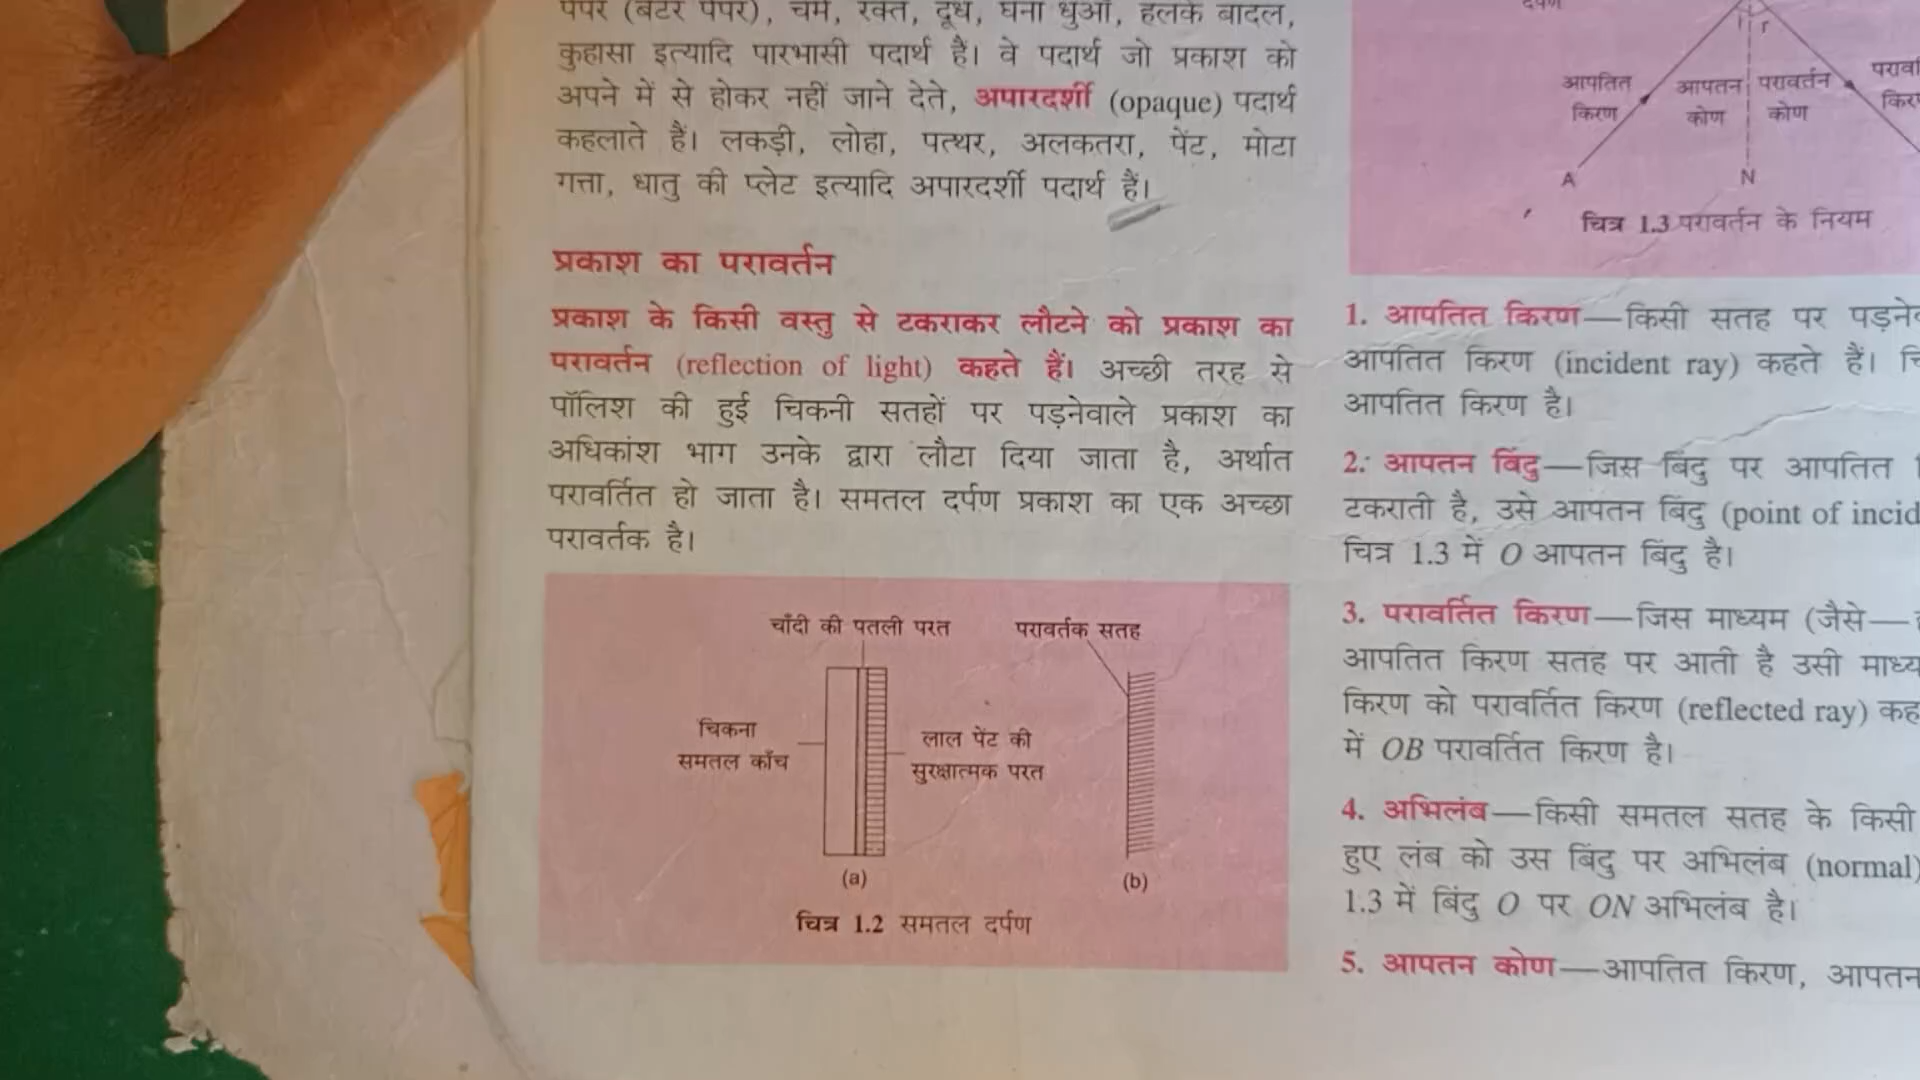 पेपर (बटर पेपर), चर्म, रक्त, दूध, घना धुआँ, हलके बादल,
कुहासा इत्यादि पारभासी पदार्थ हैं। वे पदार्थ जो प्रकाश को
अपने में से होकर नहीं जाने देते, अपारदर्शी (opaque) पदार्थ
कहलाते हैं। लकड़ी, लोहा, पत्थर, अलकतरा, पेंट, मोटा
गत्ता, धातु की प्लेट इत्यादि अपारदर्शी पदार्थ हैं।
प्रकाश का परावर्तन
प्रकाश के किसी वस्तु से टकराकर लौटने को प्रकाश का
परावर्तन (reflection of light) कहते हैं। अच्छी तरह से
पॉलिश की हुई चिकनी सतहों पर पड़नेवाले प्रकाश का
अधिकांश भाग उनके द्वारा लौटा दिया जाता है, अर्थात
परावर्तित हो जाता है। समतल दर्पण प्रकाश का एक अच्छा
परावर्तक है।
चाँदी की पतली परत
परावर्तक सतह
चिकना
समतल काँच
लाल पेंट की
सुरक्षात्मक परत
(a)
(b)
चित्र 1.2 समतल दर्पण
दर्पण
i r
आपतित
किरण
आपतन
कोण
परावर्तन
कोण
A
N
चित्र 1.3 परावर्तन के नियम
1. आपतित किरण—किसी सतह पर
आपतित किरण (incident ray) कहते हैं।
आपतित किरण है।
2. आपतन बिंदु—जिस बिंदु पर आपतित
टकराती है, उसे आपतन बिंदु (point of incid
चित्र 1.3 में O आपतन बिंदु है।
3. परावर्तित किरण—जिस माध्यम (जैसे—
आपतित किरण सतह पर आती है उसी
किरण को परावर्तित किरण (reflected ray) कह
में OB परावर्तित किरण है।
4. अभिलंब—किसी समतल सतह के किसी
हुए लंब को उस बिंदु पर अभिलंब (normal)
1.3 में बिंदु O पर ON अभिलंब है।
5. आपतन कोण—आपतित किरण, आपतन